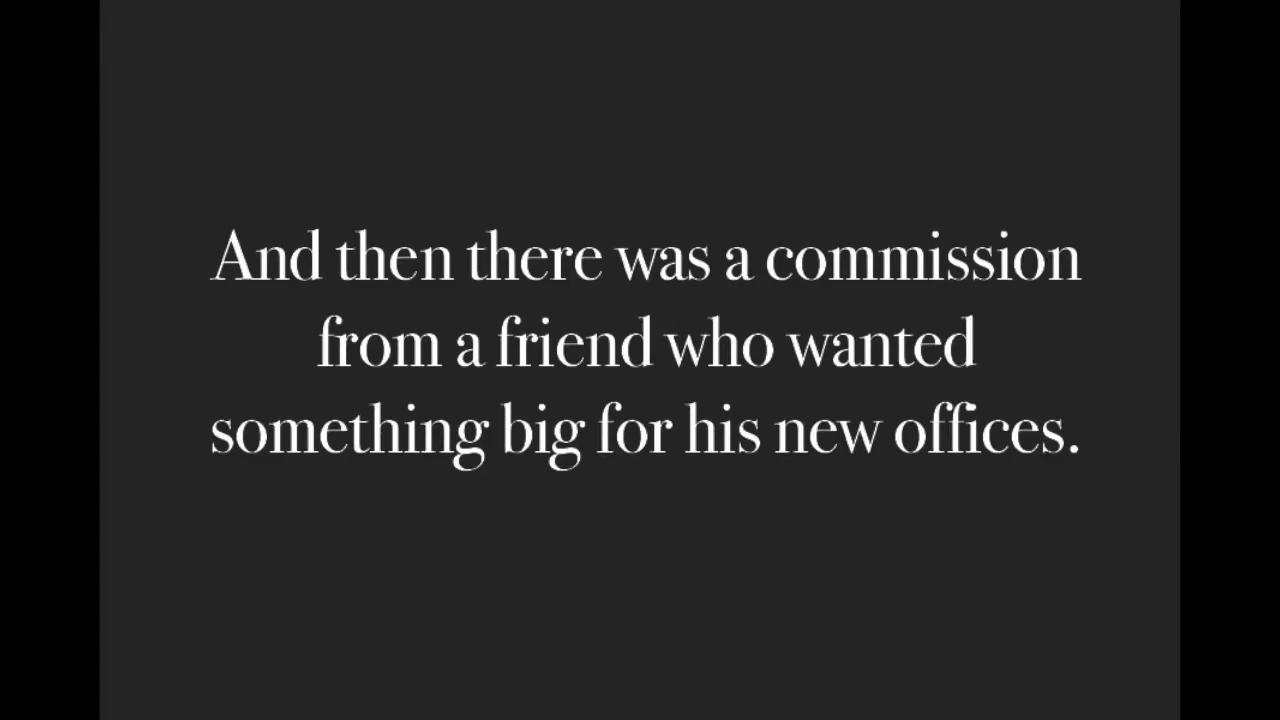 And then there was a commission
from a friend who wanted
something big for his new offices.